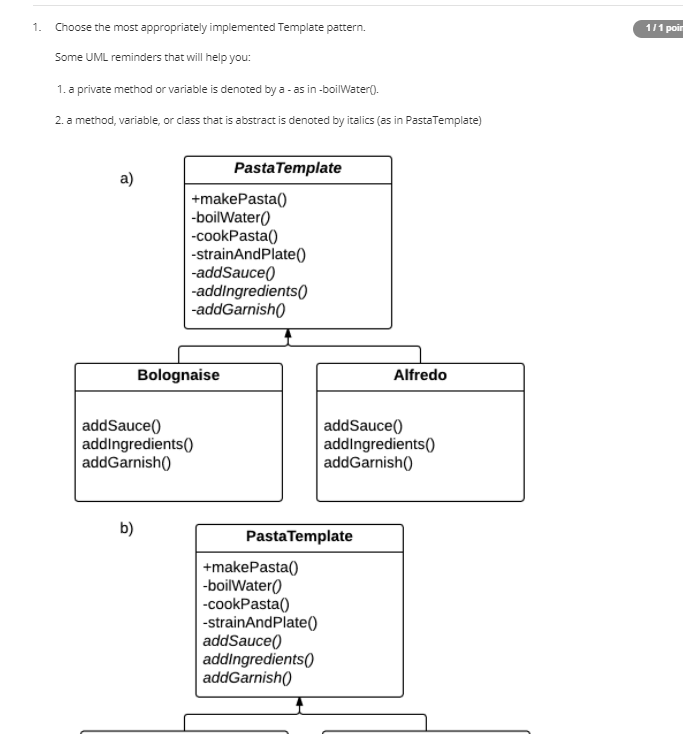 1. Choose the most appropriately implemented Template pattern.
1 / 1 poin
Some UML reminders that will help you:
1. a private method or variable is denoted by a - as in -boilWater().
2. a method, variable, or class that is abstract is denoted by italics (as in PastaTemplate)
a)
PastaTemplate
+makePasta()
-boilWater()
-cookPasta()
-strainAndPlate()
-addSauce()
-addIngredients()
-addGarnish()
Bolognaise
addSauce()
addIngredients()
addGarnish()
Alfredo
addSauce()
addIngredients()
addGarnish()
b)
PastaTemplate
+makePasta()
-boilWater()
-cookPasta()
-strainAndPlate()
addSauce()
addIngredients()
addGarnish()